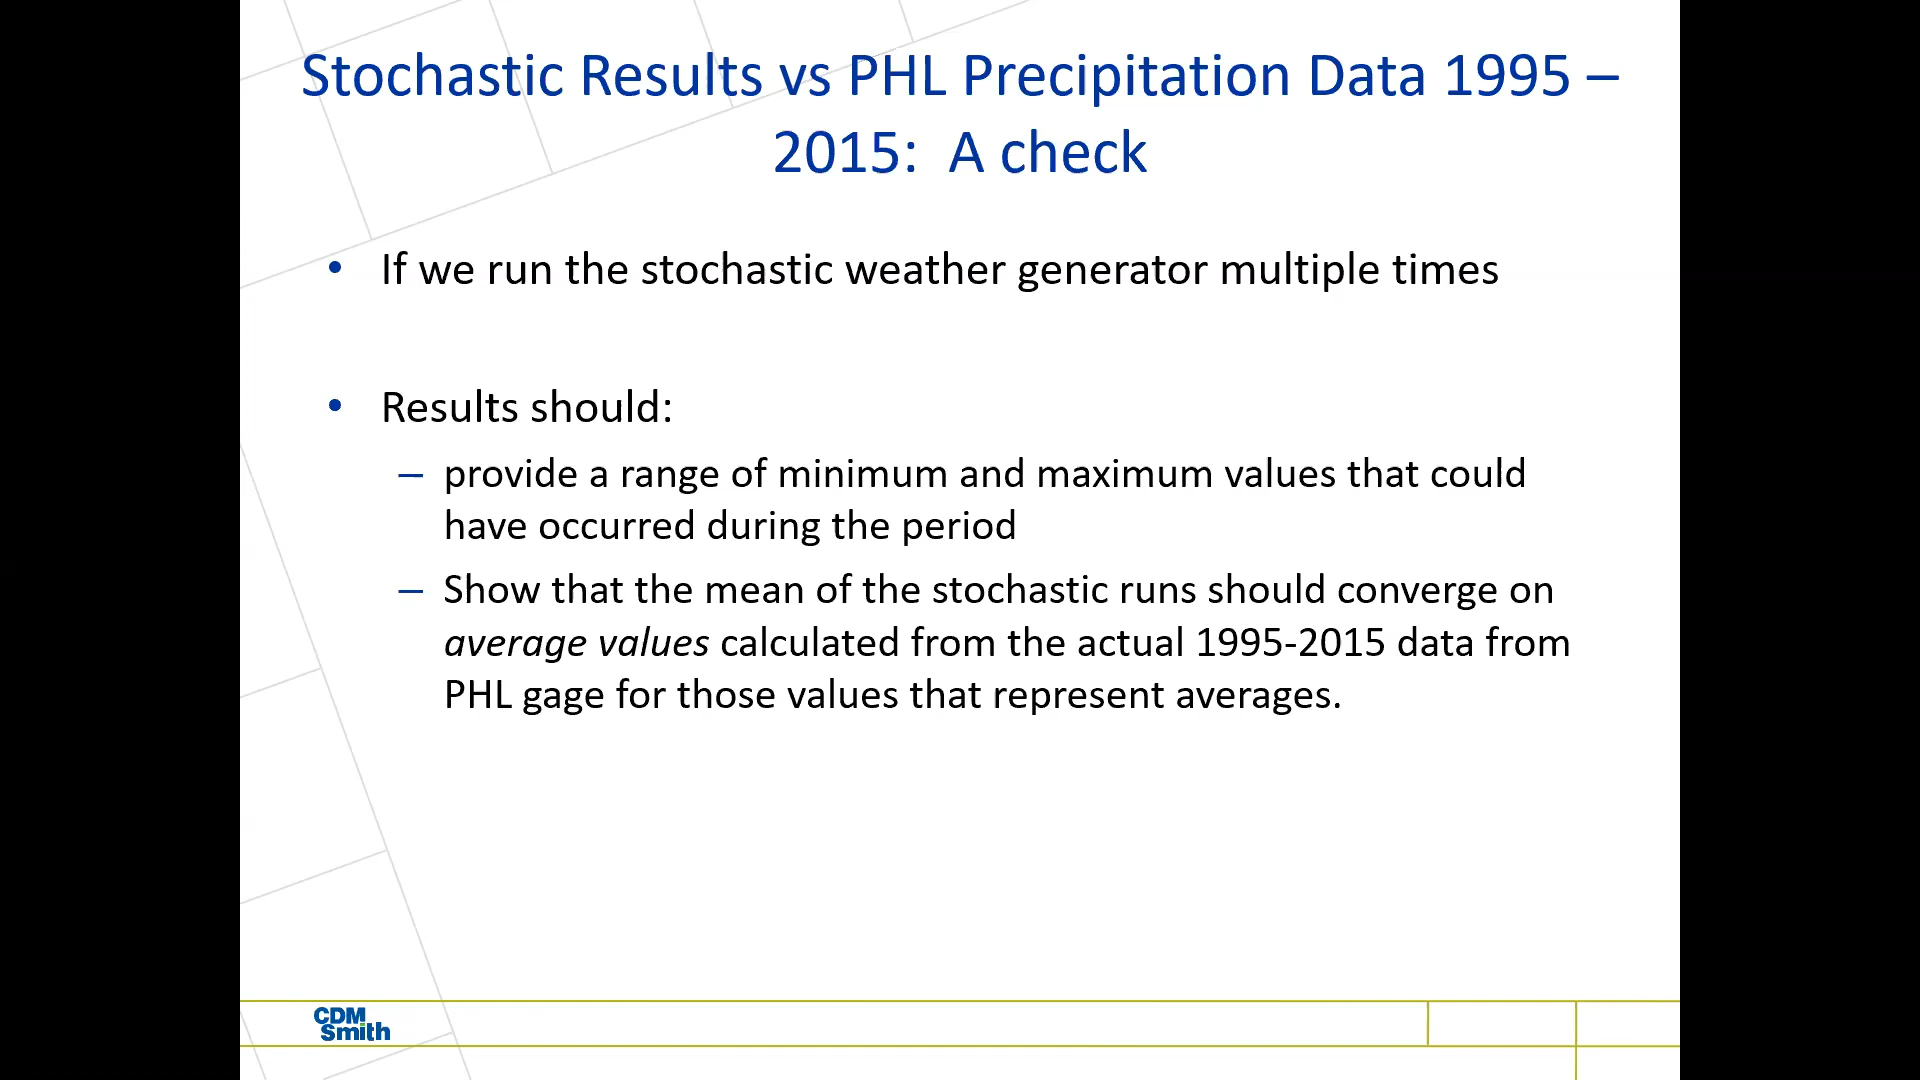 Stochastic Results vs PHL Precipitation Data 1995 –
2015:  A check
• If we run the stochastic weather generator multiple times
• Results should:
– provide a range of minimum and maximum values that could
have occurred during the period
– Show that the mean of the stochastic runs should converge on
average values calculated from the actual 1995-2015 data from
PHL gage for those values that represent averages.
CDM
Smith